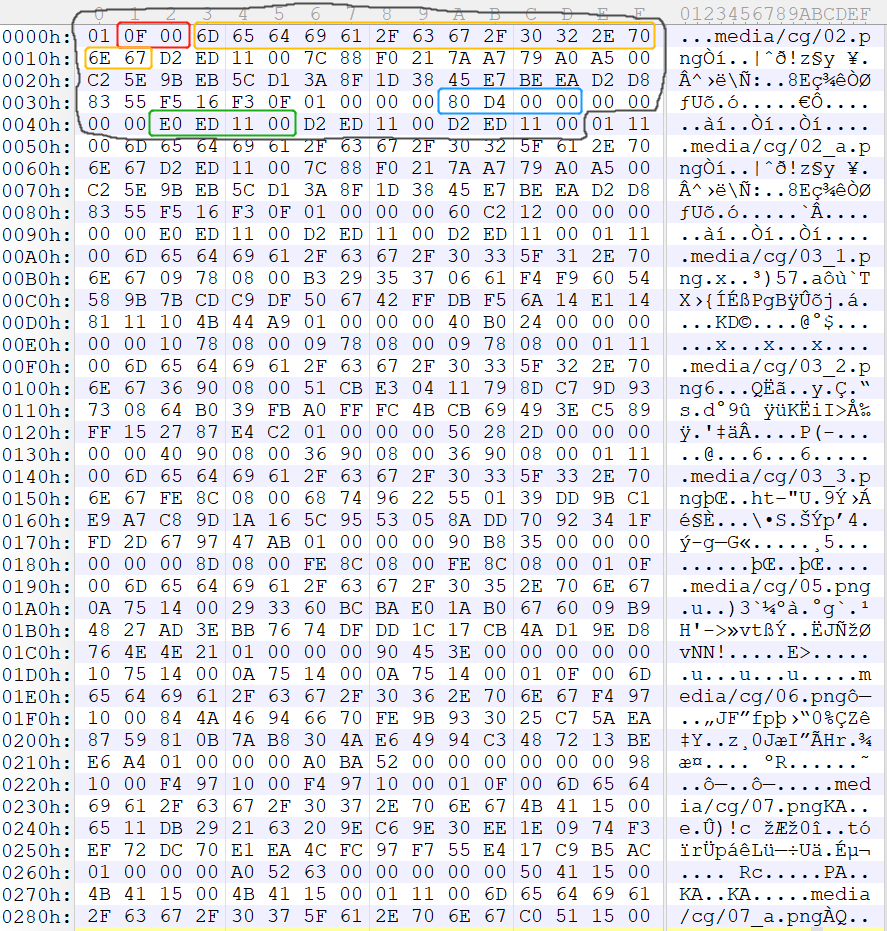 0 1 2 3 4 5 6 7 8 9 A B C D E F 0123456789ABCDEF
0000h: 01 0F 00 6D 65 64 69 61 2F 63 67 2F 30 32 2E 70 ...media/cg/02.p
0010h: 6E 67 D2 ED 11 00 7C 88 F0 21 7A A7 79 A0 A5 00 ngÒí..|ˆð!z§y ¥.
0020h: C2 5E 9B EB 5C D1 3A 8F 1D 38 45 E7 BE EA D2 D8 Â^›ë\Ñ:..8Eç¾êÒØ
0030h: 83 55 F5 16 F3 0F 01 00 00 00 80 D4 00 00 00 00 ƒUõ.ó.....€Ô....
0040h: 00 00 E0 ED 11 00 D2 ED 11 00 D2 ED 11 00 01 11 ..àí..Òí..Òí....
0050h: 00 6D 65 64 69 61 2F 63 67 2F 30 32 5F 61 2E 70 .media/cg/02_a.p
0060h: 6E 67 D2 ED 11 00 7C 88 F0 21 7A A7 79 A0 A5 00 ngÒí..|ˆð!z§y ¥.
0070h: C2 5E 9B EB 5C D1 3A 8F 1D 38 45 E7 BE EA D2 D8 Â^›ë\Ñ:..8Eç¾êÒØ
0080h: 83 55 F5 16 F3 0F 01 00 00 00 60 C2 12 00 00 00 ƒUõ.ó.....`Â....
0090h: 00 00 E0 ED 11 00 D2 ED 11 00 D2 ED 11 00 01 11 ..àí..Òí..Òí....
00A0h: 00 6D 65 64 69 61 2F 63 67 2F 30 33 5F 31 2E 70 .media/cg/03_1.p
00B0h: 6E 67 09 78 08 00 B3 29 35 37 06 61 F4 F9 60 54 ng.x..³)57.aôù`T
00C0h: 58 9B 7B CD C9 DF 50 67 42 FF DB F5 6A 14 E1 14 X›{ÍÉßPgBÿÛõj.á.
00D0h: 81 11 10 4B 44 A9 01 00 00 00 40 B0 24 00 00 00 ...KD©....@°$...
00E0h: 00 00 10 78 08 00 09 78 08 00 09 78 08 00 01 11 ...x...x...x....
00F0h: 00 6D 65 64 69 61 2F 63 67 2F 30 33 5F 32 2E 70 .media/cg/03_2.p
0100h: 6E 67 36 90 08 00 51 CB E3 04 11 79 8D C7 9D 93 ng6...QËã..y.Ç.“
0110h: 73 08 64 B0 39 FB A0 FF FC 4B CB 69 49 3E C5 89 s.d°9û ÿüKËiI>Å‰
0120h: FF 15 27 87 E4 C2 01 00 00 00 50 28 2D 00 00 00 ÿ.'‡äÂ....P(-...
0130h: 00 00 40 90 08 00 36 90 08 00 36 90 08 00 01 11 ..@...6...6.....
0140h: 00 6D 65 64 69 61 2F 63 67 2F 30 33 5F 33 2E 70 .media/cg/03_3.p
0150h: 6E 67 FE 8C 08 00 68 74 96 22 55 01 39 DD 9B C1 ngþŒ..ht–"U.9Ý›Á
0160h: E9 A7 C8 9D 1A 16 5C 95 53 05 8A DD 70 92 34 1F é§È...\•S.ŠÝp’4.
0170h: FD 2D 67 97 47 AB 01 00 00 00 90 B8 35 00 00 00 ý-g—G«.....¸5...
0180h: 00 00 00 8D 08 00 FE 8C 08 00 FE 8C 08 00 01 0F ......þŒ..þŒ....
0190h: 00 6D 65 64 69 61 2F 63 67 2F 30 35 2E 70 6E 67 .media/cg/05.png
01A0h: 0A 75 14 00 29 33 60 BC BA E0 1A B0 67 60 09 B9 .u..)3`¼ºà.°g`.¹
01B0h: 48 27 AD 3E BB 76 74 DF DD 1C 17 CB 4A D1 9E D8 H'­->»vtßÝ..ËJÑžØ
01C0h: 76 4E 4E 21 01 00 00 00 90 45 3E 00 00 00 00 00 vNN!.....E>.....
01D0h: 10 75 14 00 0A 75 14 00 0A 75 14 00 01 0F 00 6D .u...u...u.....m
01E0h: 65 64 69 61 2F 63 67 2F 30 36 2E 70 6E 67 F4 97 edia/cg/06.pngô—
01F0h: 10 00 84 4A 46 94 66 70 FE 9B 93 30 25 C7 5A EA ..„JF”fpþ›“0%ÇZê
0200h: 87 59 81 0B 7A B8 30 4A E6 49 94 C3 48 72 13 BE ‡Y..z¸0JæI”ÃHr.¾
0210h: E6 A4 01 00 00 00 A0 BA 52 00 00 00 00 00 00 98 æ¤.... ºR......˜
0220h: 10 00 F4 97 10 00 F4 97 10 00 01 0F 00 6D 65 64 ..ô—..ô—.....med
0230h: 69 61 2F 63 67 2F 30 37 2E 70 6E 67 4B 41 15 00 ia/cg/07.pngKA..
0240h: 65 11 DB 29 21 63 20 9E C6 9E 30 EE 1E 09 74 F3 e.Û)!c žÆž0î..tó
0250h: EF 72 DC 70 E1 EA 4C FC 97 F7 55 E4 17 C9 B5 AC ïrÜpáêLü—÷Uä.Éµ¬
0260h: 01 00 00 00 A0 52 63 00 00 00 00 00 50 41 15 00 .... Rc.....PA..
0270h: 4B 41 15 00 4B 41 15 00 01 11 00 6D 65 64 69 61 KA..KA.....media
0280h: 2F 63 67 2F 30 37 5F 61 2E 70 6E 67 C0 51 15 00 /cg/07_a.pngÀQ..